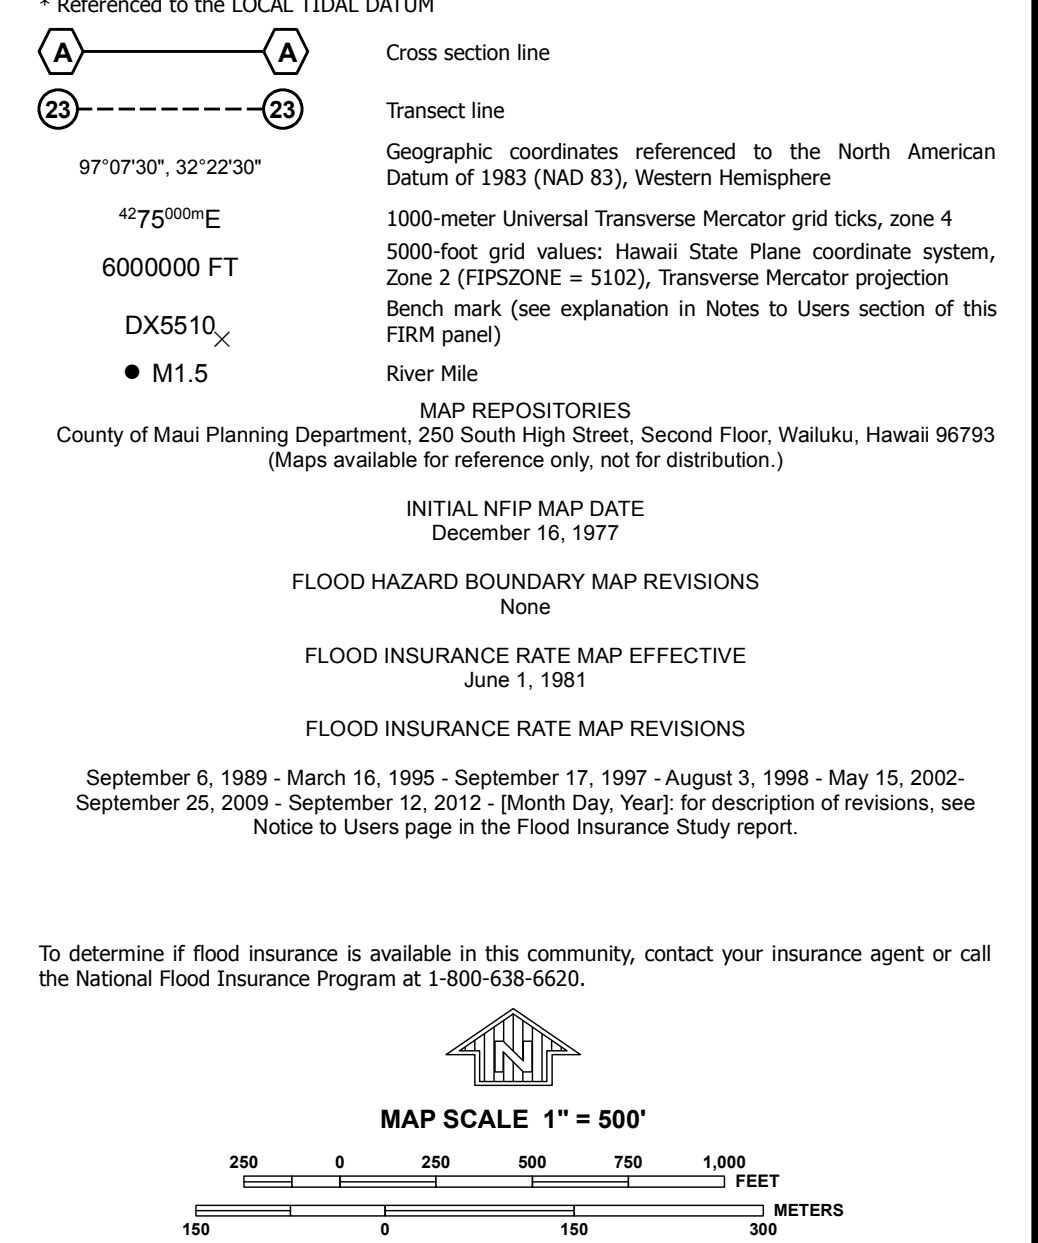 * Referenced to the LOCAL TIDAL DATUM
A A Cross section line
23 23 Transect line
97°07'30", 32°22'30" Geographic coordinates referenced to the North American
Datum of 1983 (NAD 83), Western Hemisphere
4275000mE 1000-meter Universal Transverse Mercator grid ticks, zone 4
6000000 FT 5000-foot grid values: Hawaii State Plane coordinate system,
Zone 2 (FIPSZONE = 5102), Transverse Mercator projection
DX5510× Bench mark (see explanation in Notes to Users section of this
FIRM panel)
● M1.5 River Mile
MAP REPOSITORIES
County of Maui Planning Department, 250 South High Street, Second Floor, Wailuku, Hawaii 96793
(Maps available for reference only, not for distribution.)
INITIAL NFIP MAP DATE
December 16, 1977
FLOOD HAZARD BOUNDARY MAP REVISIONS
None
FLOOD INSURANCE RATE MAP EFFECTIVE
June 1, 1981
FLOOD INSURANCE RATE MAP REVISIONS
September 6, 1989 - March 16, 1995 - September 17, 1997 - August 3, 1998 - May 15, 2002-
September 25, 2009 - September 12, 2012 - [Month Day, Year]: for description of revisions, see
Notice to Users page in the Flood Insurance Study report.
To determine if flood insurance is available in this community, contact your insurance agent or call
the National Flood Insurance Program at 1-800-638-6620.
N
MAP SCALE 1" = 500'
250 0 250 500 750 1,000
FEET
METERS
150 0 150 300